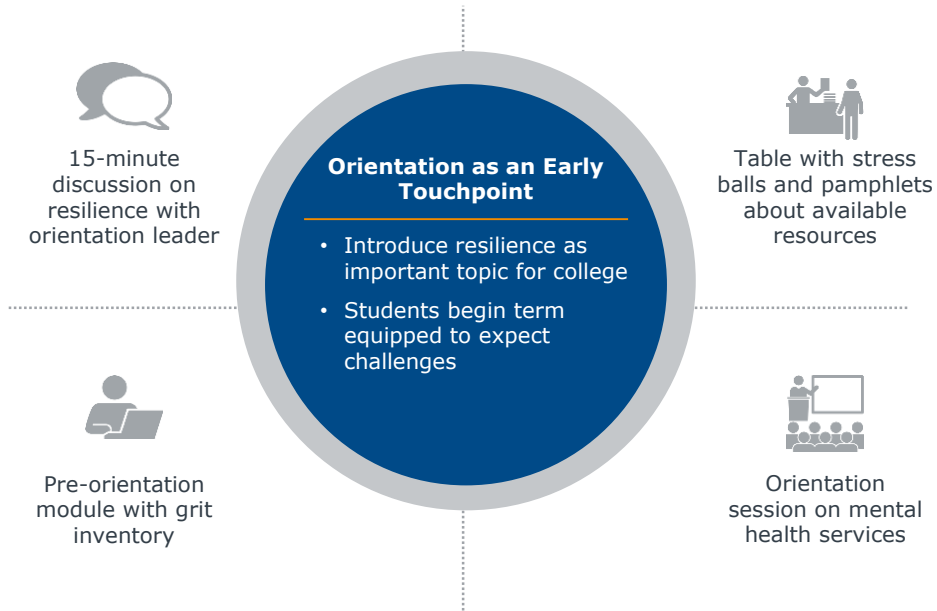 15-minute
discussion on
resilience with
orientation leader
Orientation as an Early
Touchpoint
• Introduce resilience as
important topic for college
• Students begin term
equipped to expect
challenges
Table with stress
balls and pamphlets
about available
resources
Pre-orientation
module with grit
inventory
Orientation
session on mental
health services